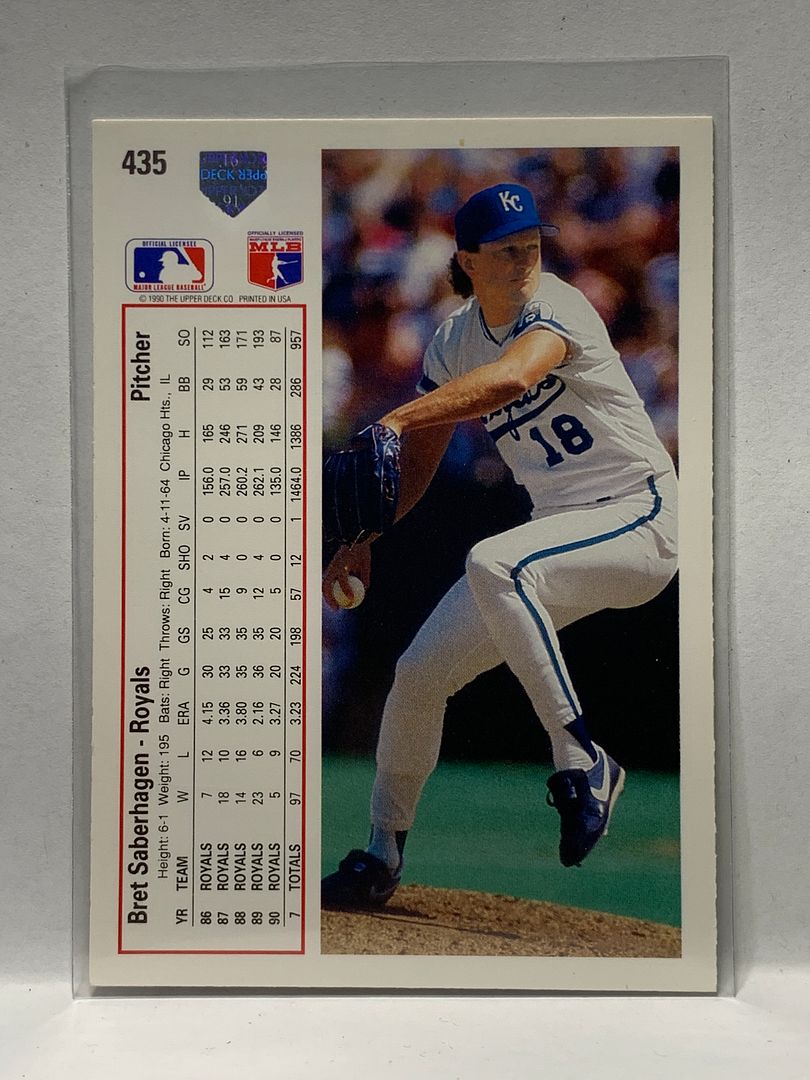 435
UPPER DECK
91
OFFICIAL LICENSEE
MAJOR LEAGUE BASEBALL
OFFICIALLY LICENSED
MLB
© 1990 THE UPPER DECK CO PRINTED IN USA
Bret Saberhagen - Royals Pitcher
Height: 6-1 Weight: 195 Bats: Right Throws: Right Born: 4-11-64 Chicago Hts., IL
YR TEAM W L ERA G GS CG SHO SV IP H BB SO
86 ROYALS 7 12 4.15 30 25 4 2 0 156.0 165 29 112
87 ROYALS 18 10 3.36 33 33 15 4 0 257.0 246 53 163
88 ROYALS 14 16 3.80 35 35 9 0 0 260.2 271 59 171
89 ROYALS 23 6 2.16 36 35 12 4 0 262.1 209 43 193
90 ROYALS 5 9 3.27 20 20 5 0 0 135.0 146 28 87
7 TOTALS 97 70 3.23 224 198 57 12 1 1464.0 1386 286 957
KC
18